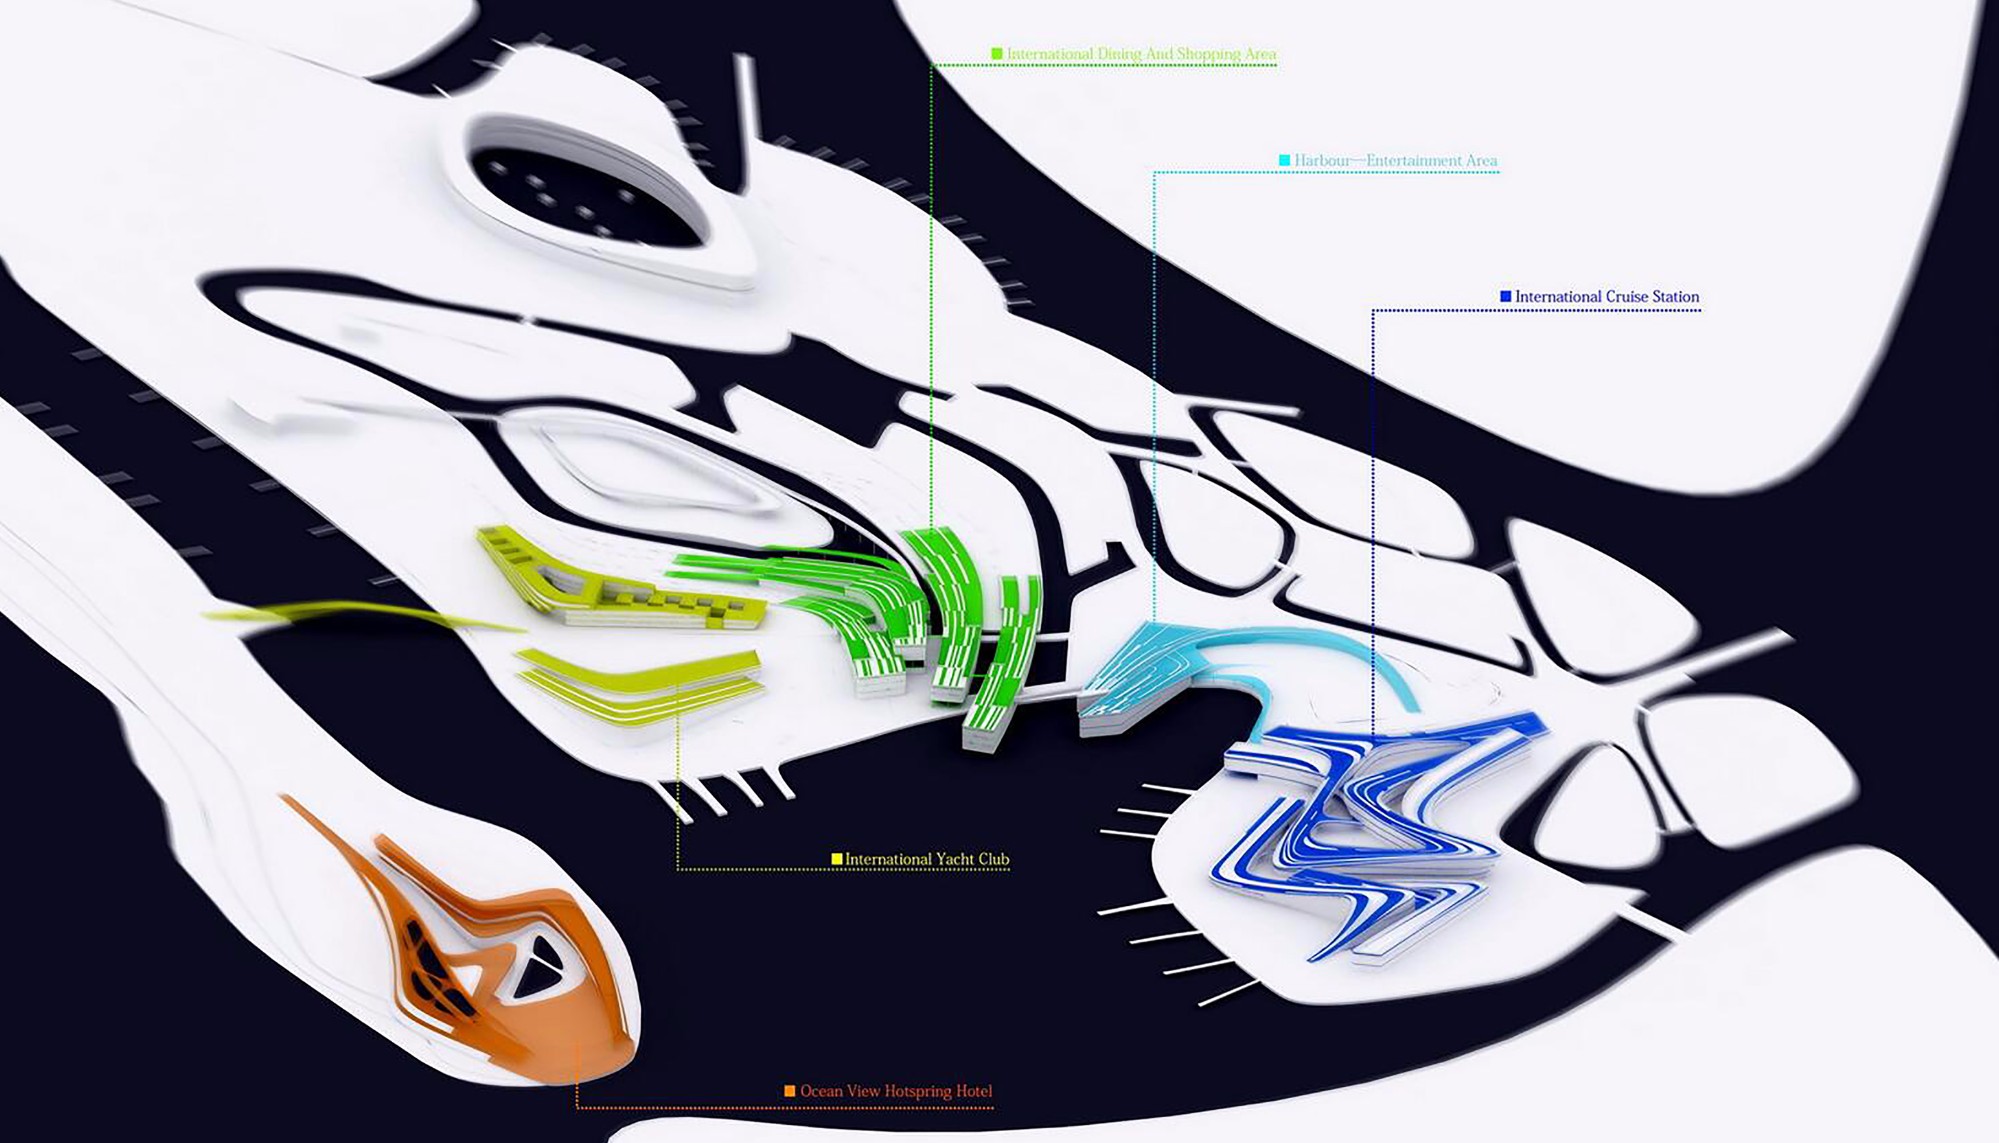 International Dining And Shopping Area
Harbour—Entertainment Area
International Cruise Station
International Yacht Club
Ocean View Hotspring Hotel